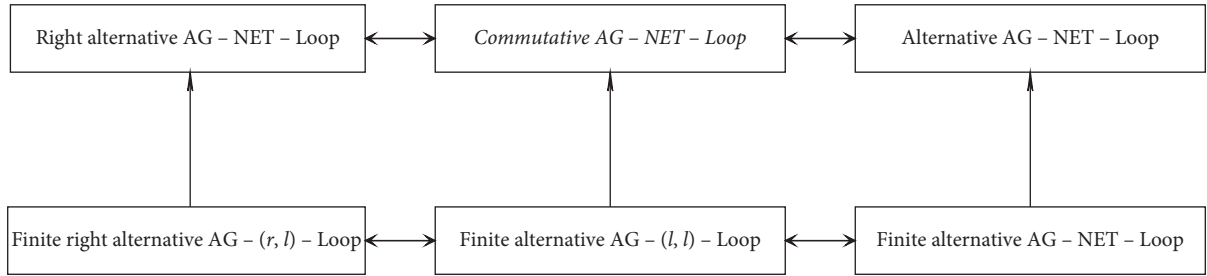 Right alternative AG – NET – Loop
Commutative AG – NET – Loop
Alternative AG – NET – Loop
Finite right alternative AG – (r, l) – Loop
Finite alternative AG – (l, l) – Loop
Finite alternative AG – NET – Loop